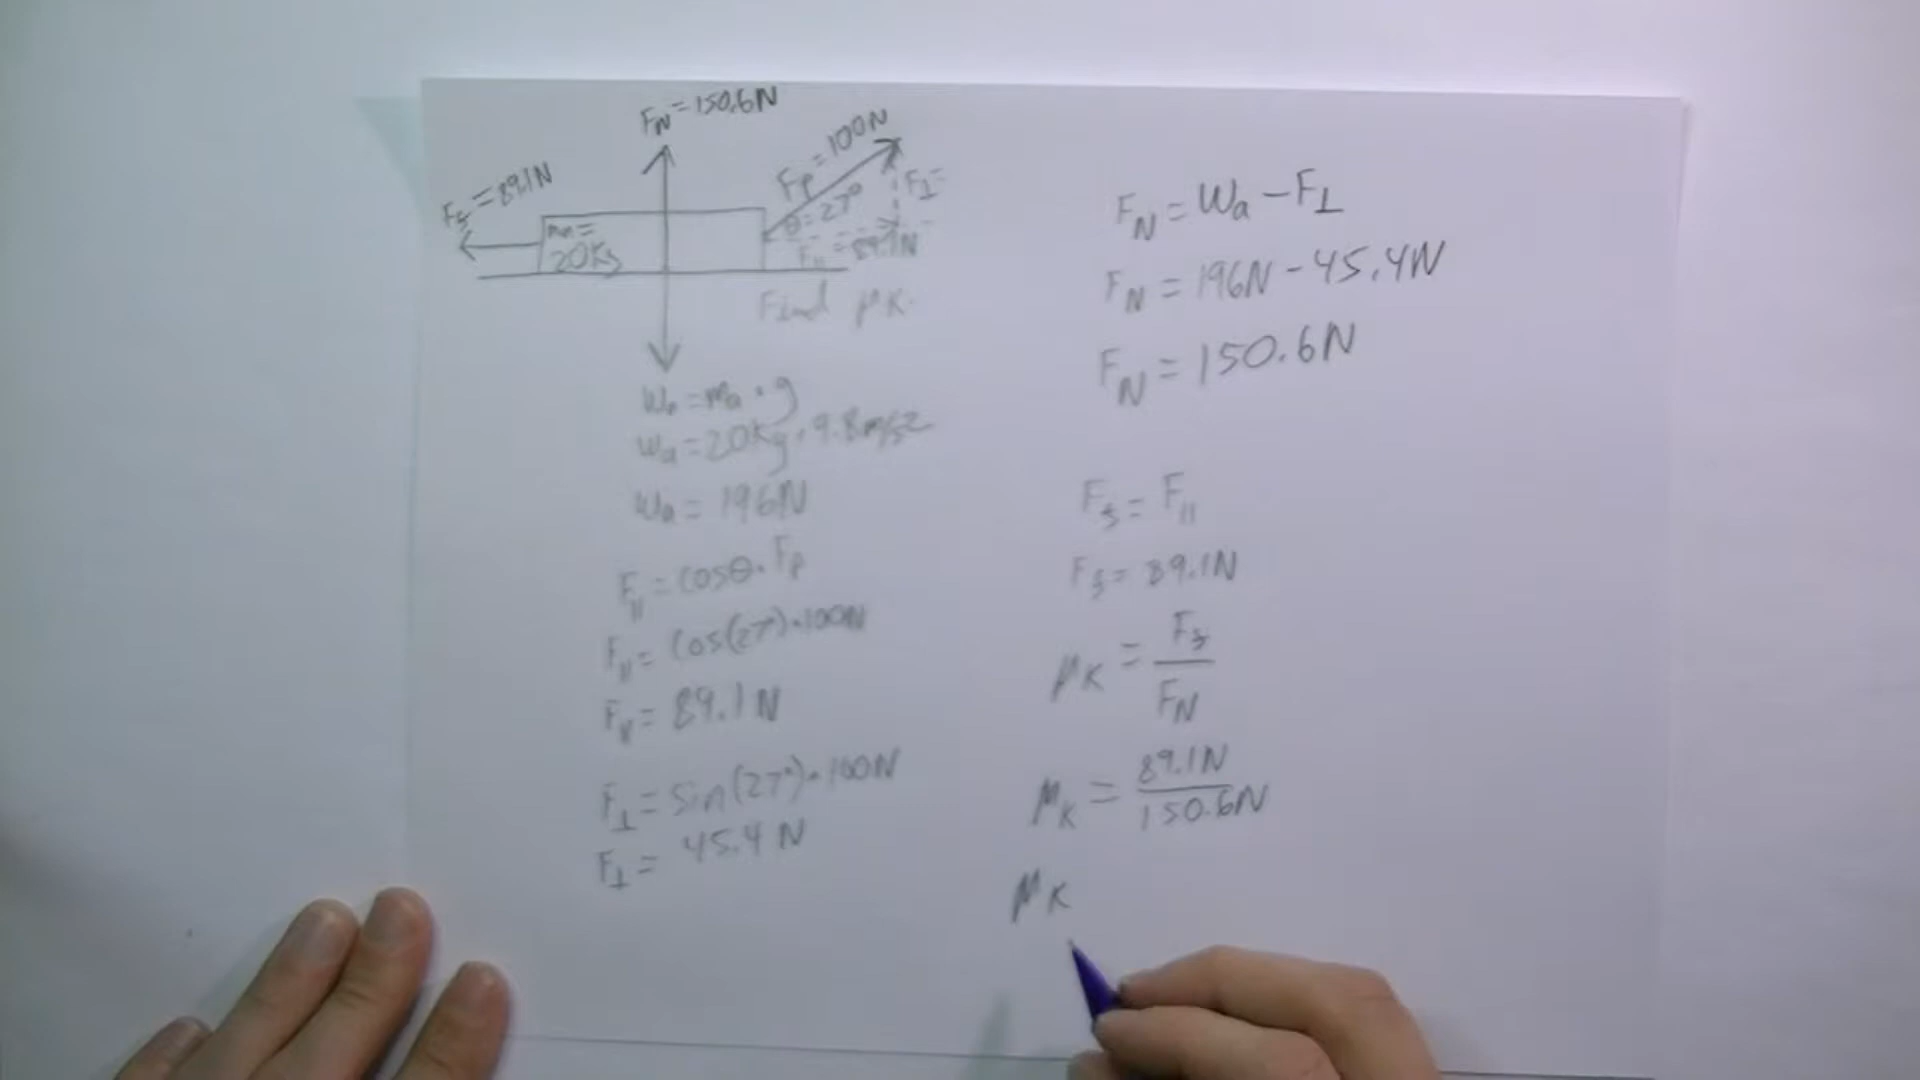 FN = 150.6N
Fp = 100N
Ff = 89.1N
θ = 27°
F⊥ =
ma =
20Kg
F|| = 89.1N
Find μK.
Wa = ma · g
Wa = 20kg · 9.8m/s2
Wa = 196N
F|| = cosθ · Fp
F|| = cos(27°) · 100N
F|| = 89.1N
F⊥ = sin(27°) · 100N
F⊥ = 45.4N
FN = Wa - F⊥
FN = 196N - 45.4N
FN = 150.6N
Ff = F||
Ff = 89.1N
μK = Ff
FN
μK = 89.1N
150.6N
μK